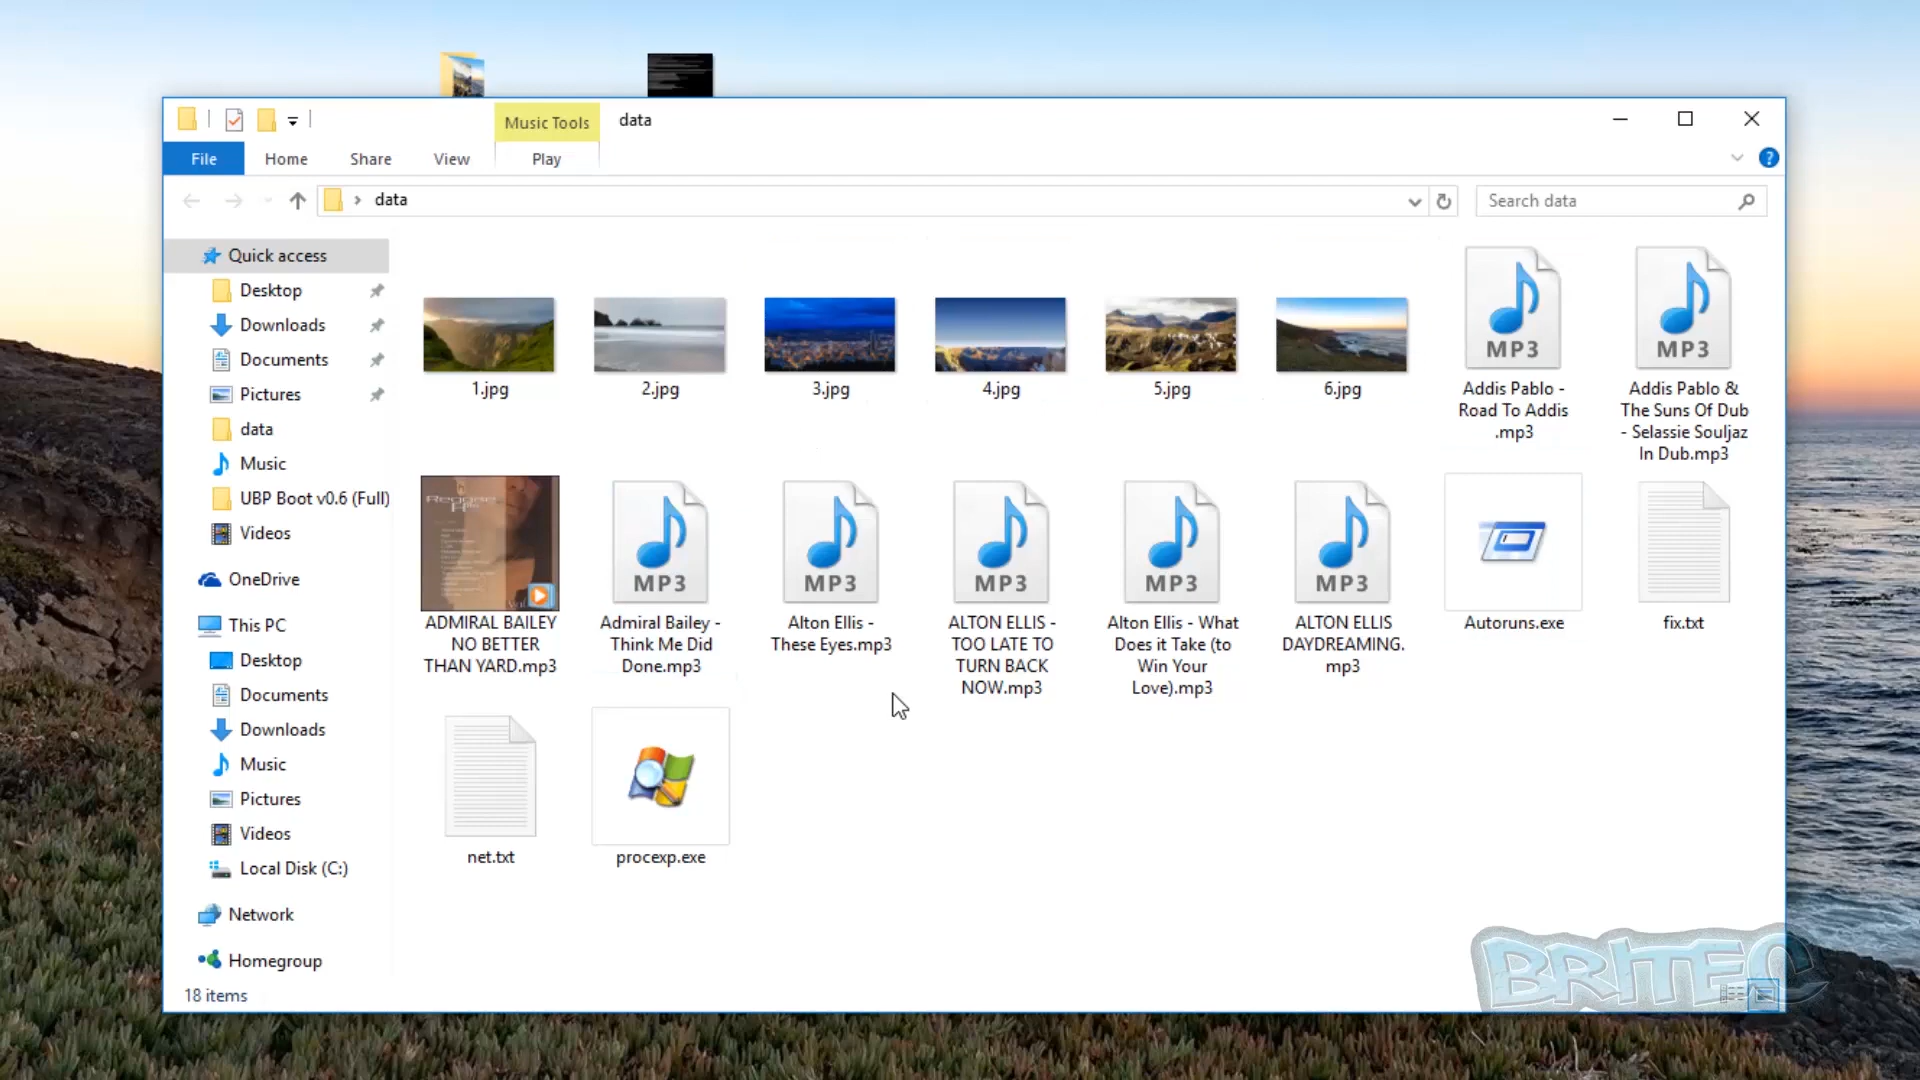 Music Tools
data
File
Home
Share
View
Play
data
Search data
Quick access
Desktop
Downloads
Documents
Pictures
data
Music
UBP Boot v0.6 (Full)
Videos
OneDrive
This PC
Desktop
Documents
Downloads
Music
Pictures
Videos
Local Disk (C:)
Network
Homegroup
1.jpg
2.jpg
3.jpg
4.jpg
5.jpg
6.jpg
MP3
Addis Pablo -
Road To Addis
.mp3
MP3
Addis Pablo &
The Suns Of Dub
- Selassie Souljaz
In Dub.mp3
Reggae
Hits
ADMIRAL BAILEY
NO BETTER
THAN YARD.mp3
MP3
Admiral Bailey -
Think Me Did
Done.mp3
MP3
Alton Ellis -
These Eyes.mp3
MP3
ALTON ELLIS -
TOO LATE TO
TURN BACK
NOW.mp3
MP3
Alton Ellis - What
Does it Take (to
Win Your
Love).mp3
MP3
ALTON ELLIS
DAYDREAMING.
mp3
Autoruns.exe
fix.txt
net.txt
procexp.exe
18 items
BRITEC